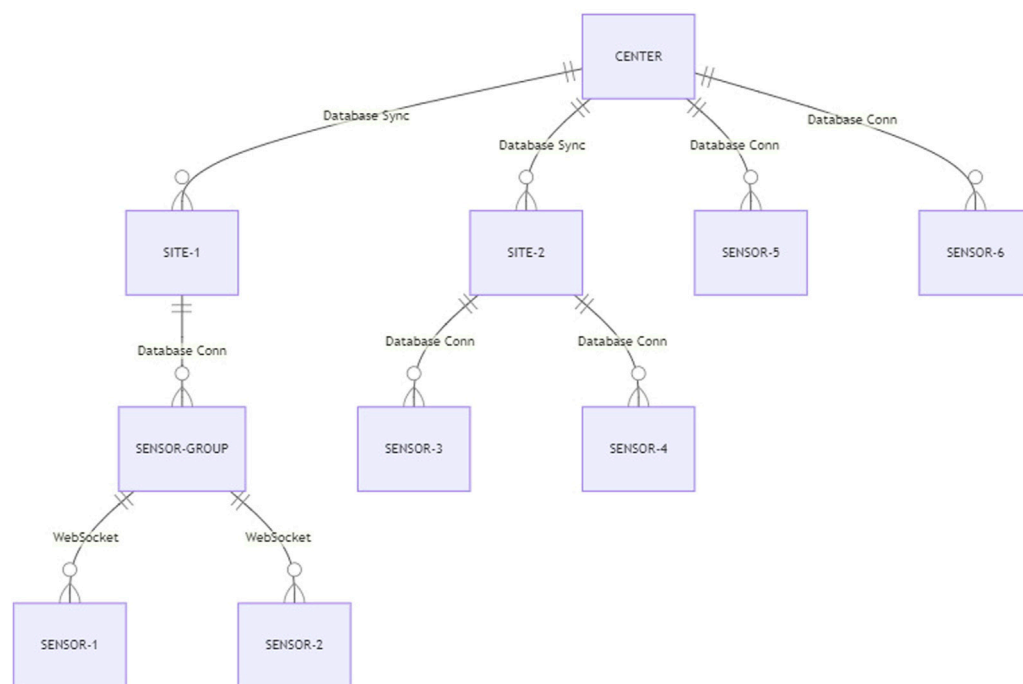 CENTER
Database Sync
Database Sync
Database Conn
Database Conn
SITE-1
SITE-2
SENSOR-5
SENSOR-6
Database Conn
Database Conn
Database Conn
SENSOR-GROUP
SENSOR-3
SENSOR-4
WebSocket
WebSocket
SENSOR-1
SENSOR-2